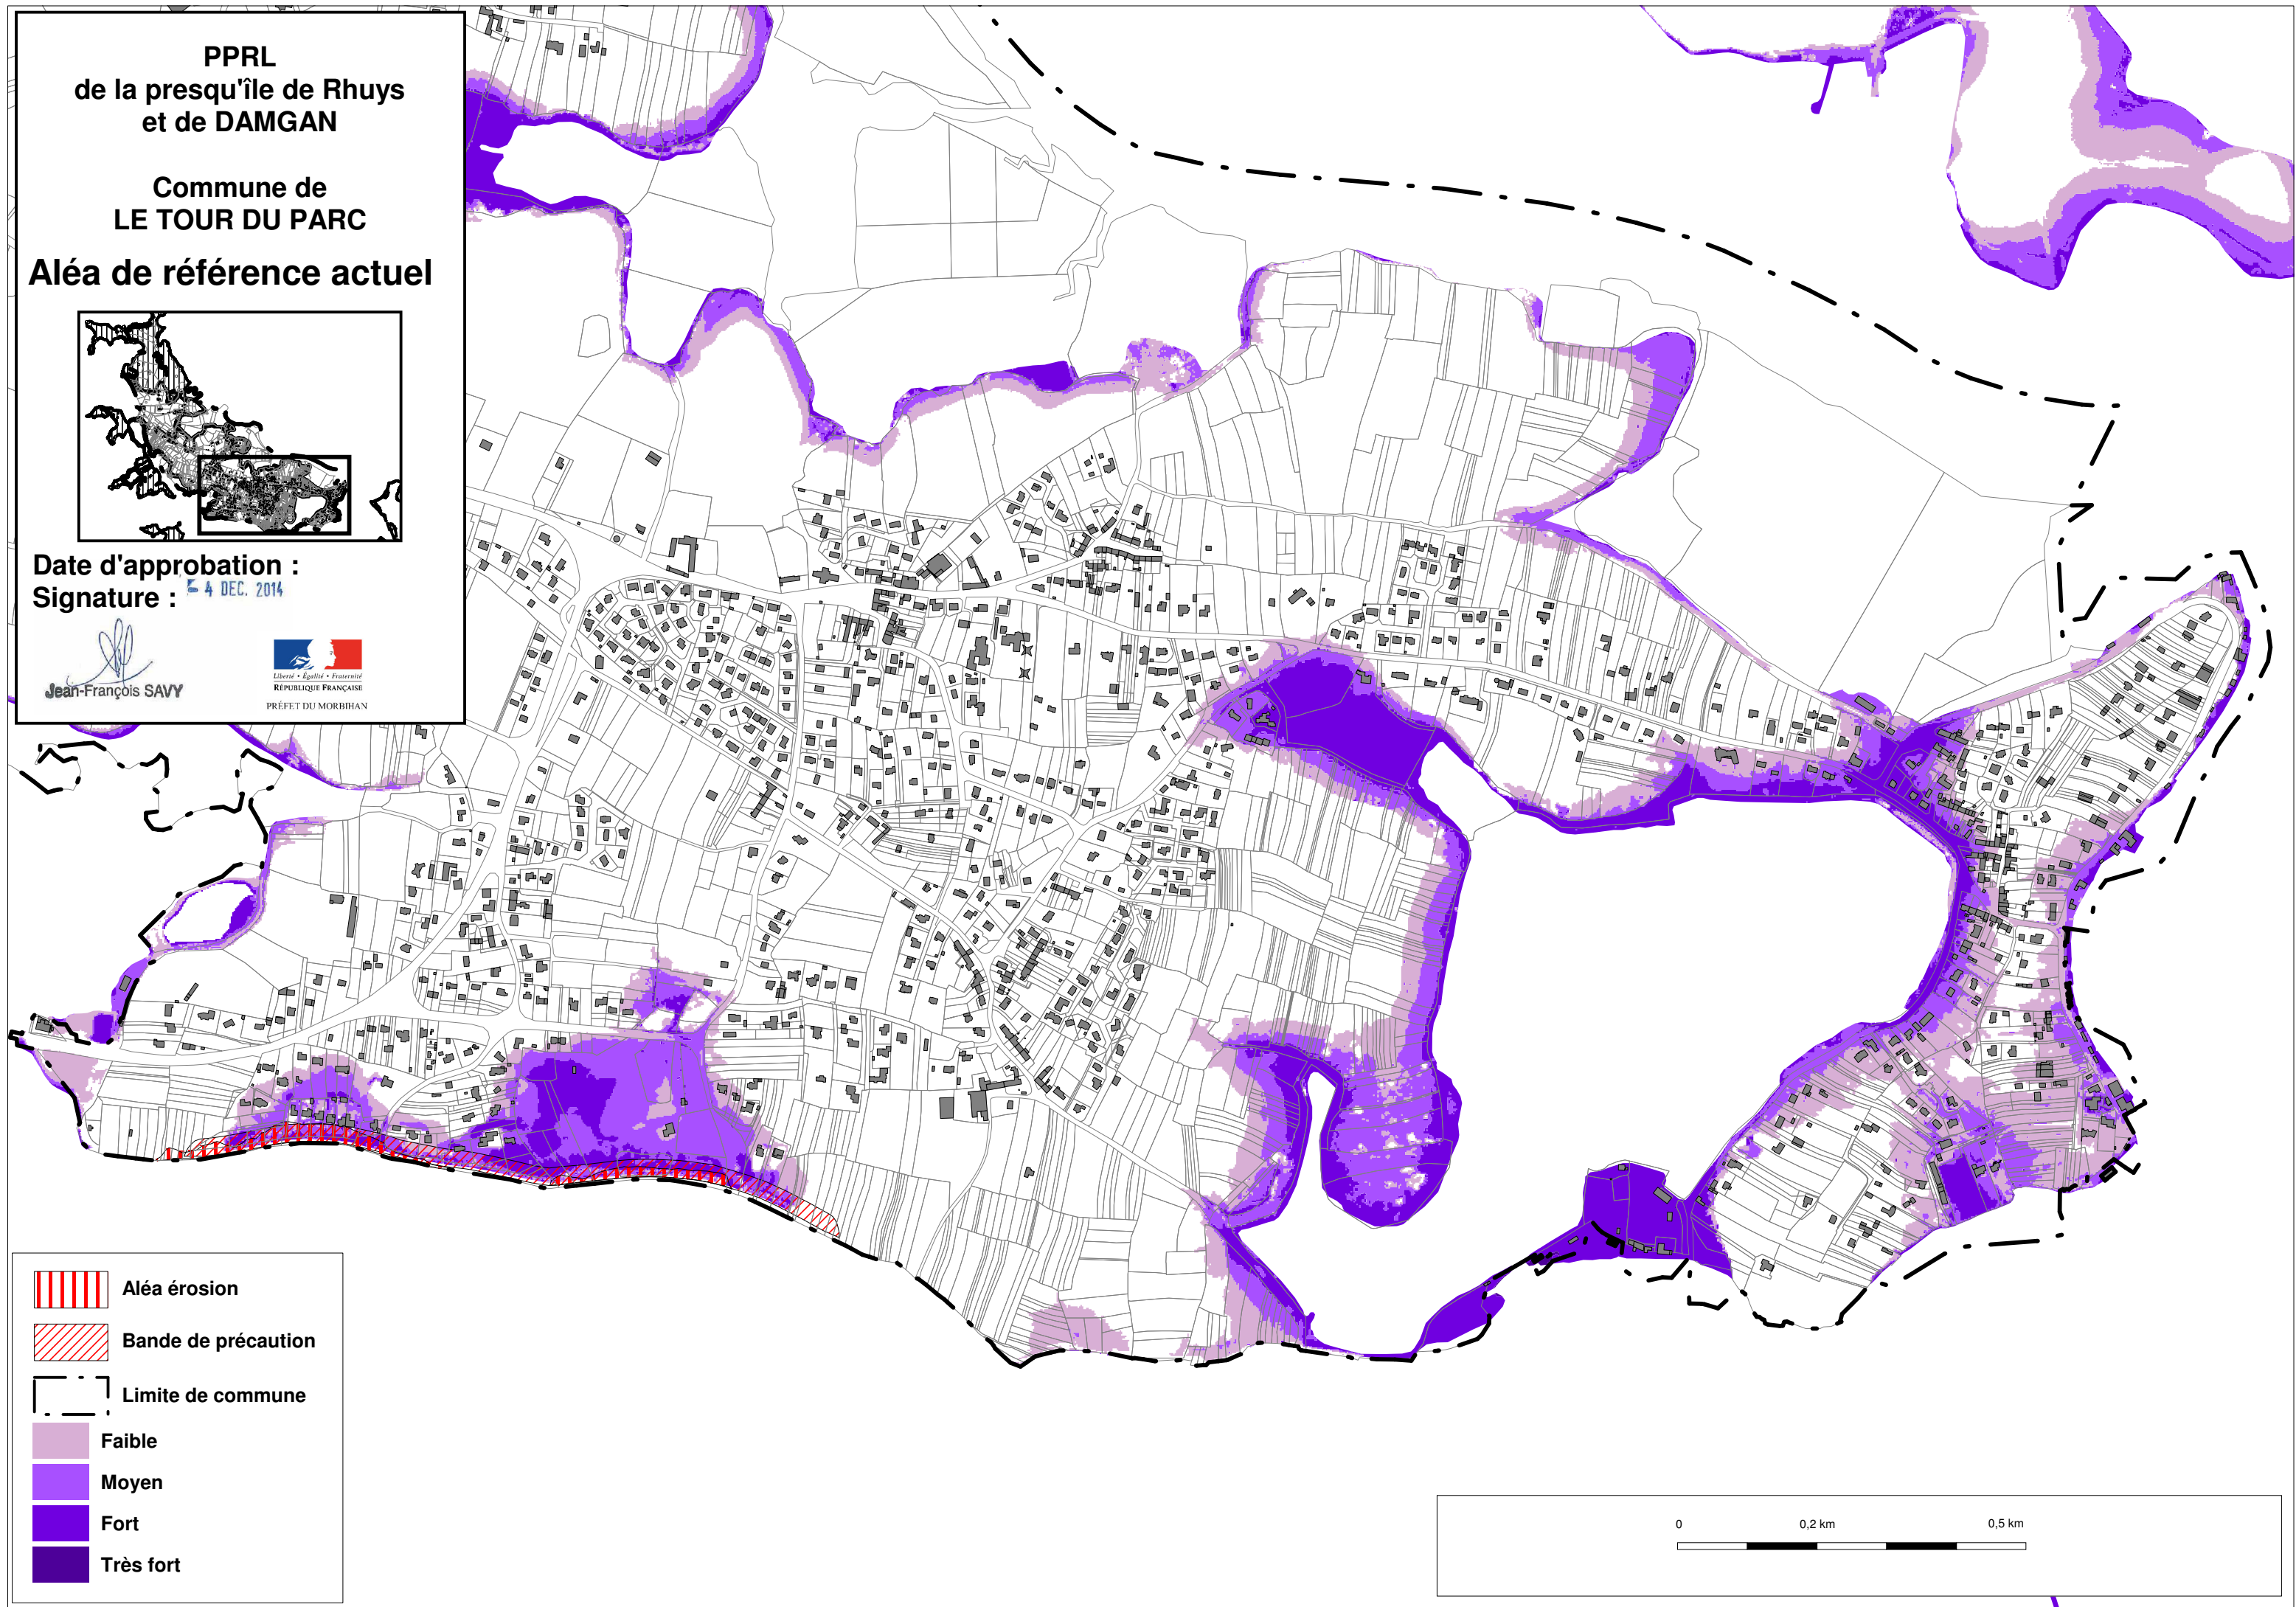 PPRL
de la presqu'île de Rhuys
et de DAMGAN
Commune de
LE TOUR DU PARC
Aléa de référence actuel
Date d'approbation :
Signature :
4 DEC. 2014
Jean-François SAVY
Liberté • Égalité • Fraternité
RÉPUBLIQUE FRANÇAISE
PRÉFET DU MORBIHAN
Aléa érosion
Bande de précaution
Limite de commune
Faible
Moyen
Fort
Très fort
0 0,2 km 0,5 km